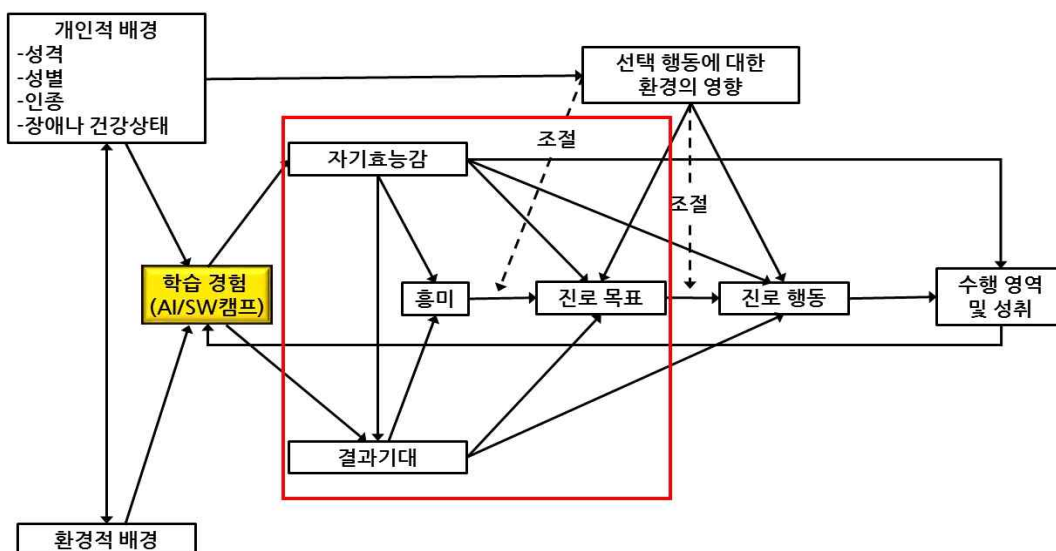 개인적 배경
-성격
-성별
-인종
-장애나 건강상태
선택 행동에 대한
환경의 영향
조절
자기효능감
조절
학습 경험
(AI/SW캠프)
흥미
진로 목표
진로 행동
수행 영역
및 성취
결과기대
환경적 배경